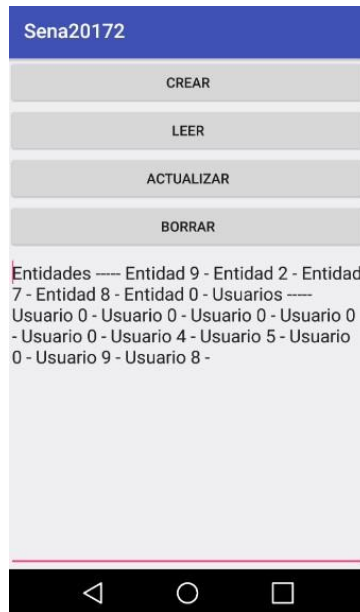 Sena20172
CREAR
LEER
ACTUALIZAR
BORRAR
Entidades ----- Entidad 9 - Entidad 2 - Entidad
7 - Entidad 8 - Entidad 0 - Usuarios -----
Usuario 0 - Usuario 0 - Usuario 0 - Usuario 0
- Usuario 0 - Usuario 4 - Usuario 5 - Usuario
0 - Usuario 9 - Usuario 8 -